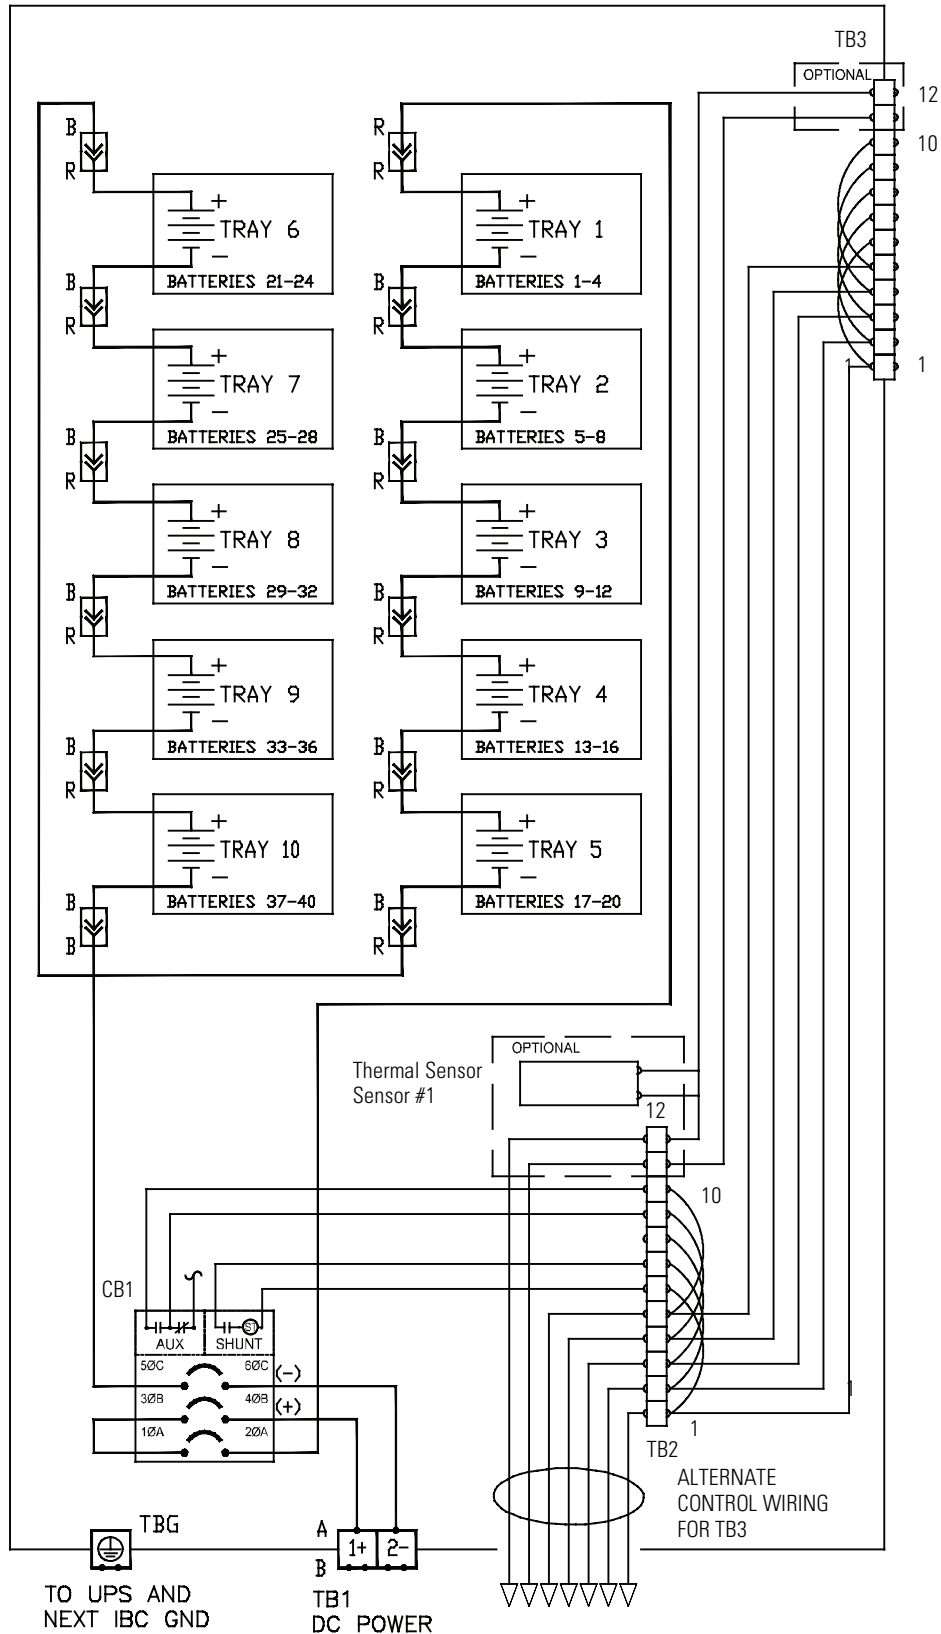 TB3
OPTIONAL
12
10
1
1
B
R
R
R
+
TRAY 6
−
BATTERIES 21-24
+
TRAY 1
−
BATTERIES 1-4
B
R
B
R
+
TRAY 7
−
BATTERIES 25-28
+
TRAY 2
−
BATTERIES 5-8
B
R
B
R
+
TRAY 8
−
BATTERIES 29-32
+
TRAY 3
−
BATTERIES 9-12
B
R
B
R
+
TRAY 9
−
BATTERIES 33-36
+
TRAY 4
−
BATTERIES 13-16
B
R
B
R
+
TRAY 10
−
BATTERIES 37-40
+
TRAY 5
−
BATTERIES 17-20
B
B
B
R
OPTIONAL
Thermal Sensor
Sensor #1
12
10
CB1
ST
AUX
SHUNT
5ØC
6ØC
(-)
3ØB
4ØB
(+)
1ØA
2ØA
1
1
TB2
ALTERNATE
CONTROL WIRING
FOR TB3
TBG
A
1+
2-
B
TO UPS AND
NEXT IBC GND
TB1
DC POWER